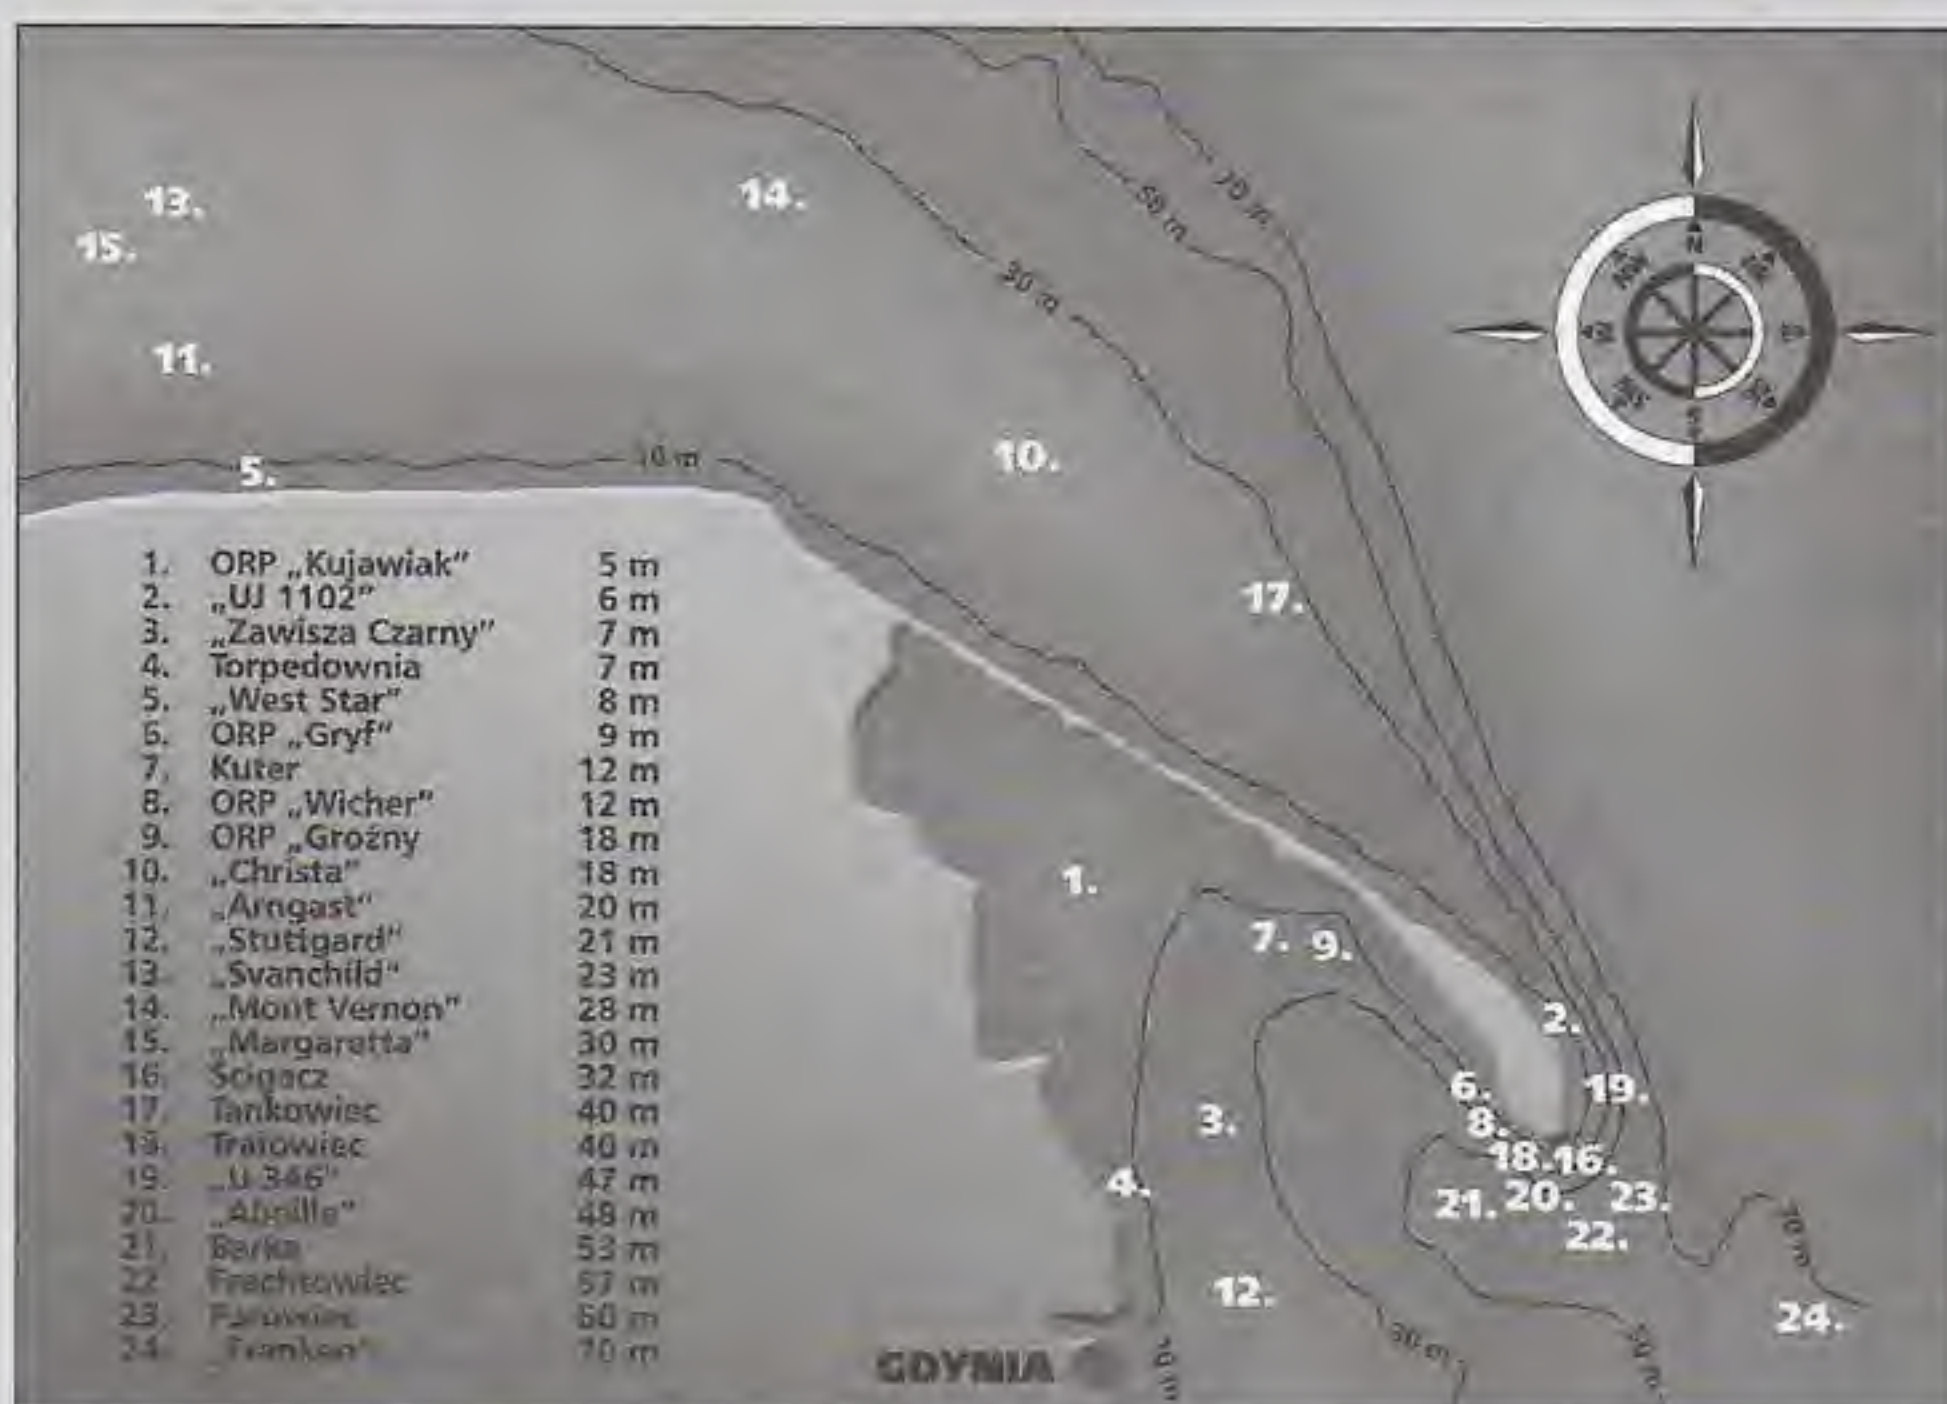 13.
14.
15.
11.
5.
10 m
10.
30 m
50 m
70 m
N
17.
1. ORP „Kujawiak” 5 m
2. „UJ 1102” 6 m
3. „Zawisza Czarny” 7 m
4. Torpedownia 7 m
5. „West Star” 8 m
6. ORP „Gryf” 9 m
7. Kuter 12 m
8. ORP „Wicher” 12 m
9. ORP „Groźny 18 m
10. „Christa” 18 m
11. „Arngast” 20 m
12. „Stuttgard” 21 m
13. „Svanchild” 23 m
14. „Mont Vernon” 28 m
15. „Margaretta” 30 m
16. Ścigacz 32 m
17. Tankowiec 40 m
18. Trałowiec 40 m
19. „U 346” 47 m
20. „Abeille” 48 m
21. Barka 53 m
22. Frachtowiec 57 m
23. Parowiec 60 m
24. „Franken” 70 m
1.
7. 9.
2.
6.
19.
8.
3.
18. 16.
4.
21. 20. 23.
22.
12.
70 m
24.
GDYNIA
10 m
30 m
50 m